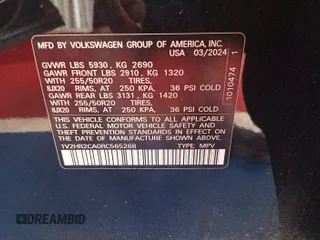 MFD. BY VOLKSWAGEN GROUP OF AMERICA, INC.
USA 03/2024
GVWR LBS 5930, KG 2690
GAWR FRONT LBS 2910, KG 1320
WITH 255/50R20 TIRES,
8JX20 RIMS, AT 250 KPA, 36 PSI COLD
GAWR REAR LBS 3131, KG 1420
WITH 255/50R20 TIRES,
8JX20 RIMS, AT 250 KPA, 36 PSI COLD
THIS VEHICLE CONFORMS TO ALL APPLICABLE
U.S. FEDERAL MOTOR VEHICLE SAFETY STANDARDS
IN EFFECT ON THE DATE OF MANUFACTURE
SHOWN ABOVE.
1V2HR2CA0RC565268 TYPE: MPV
1010474 1
DREAMBID